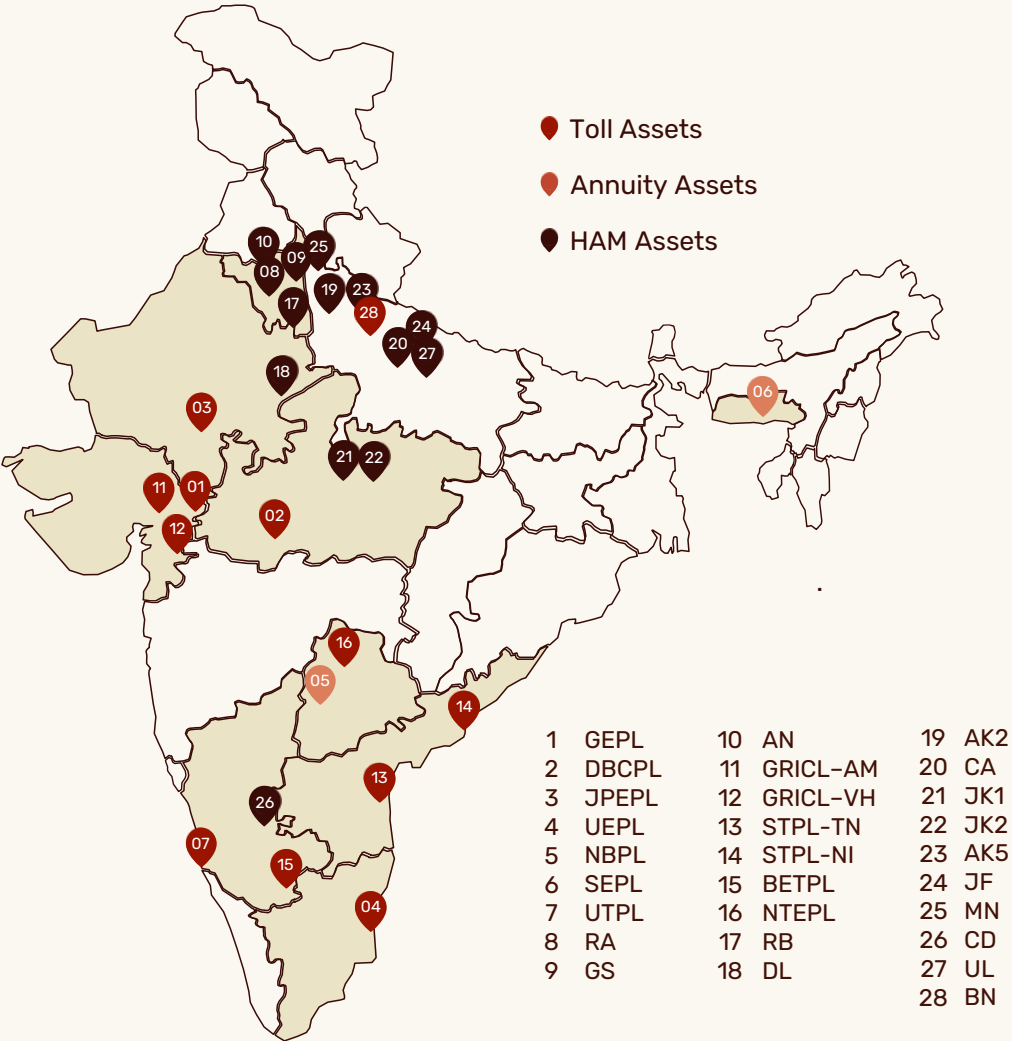 Toll Assets
Annuity Assets
HAM Assets
10
25
09
08
19
23
17
28
24
20
27
18
06
03
21
22
11
01
02
12
16
05
14
13
26
07
15
04
1 GEPL
2 DBCPL
3 JPEPL
4 UEPL
5 NBPL
6 SEPL
7 UTPL
8 RA
9 GS
10 AN
11 GRICL–AM
12 GRICL–VH
13 STPL-TN
14 STPL-NI
15 BETPL
16 NTEPL
17 RB
18 DL
19 AK2
20 CA
21 JK1
22 JK2
23 AK5
24 JF
25 MN
26 CD
27 UL
28 BN